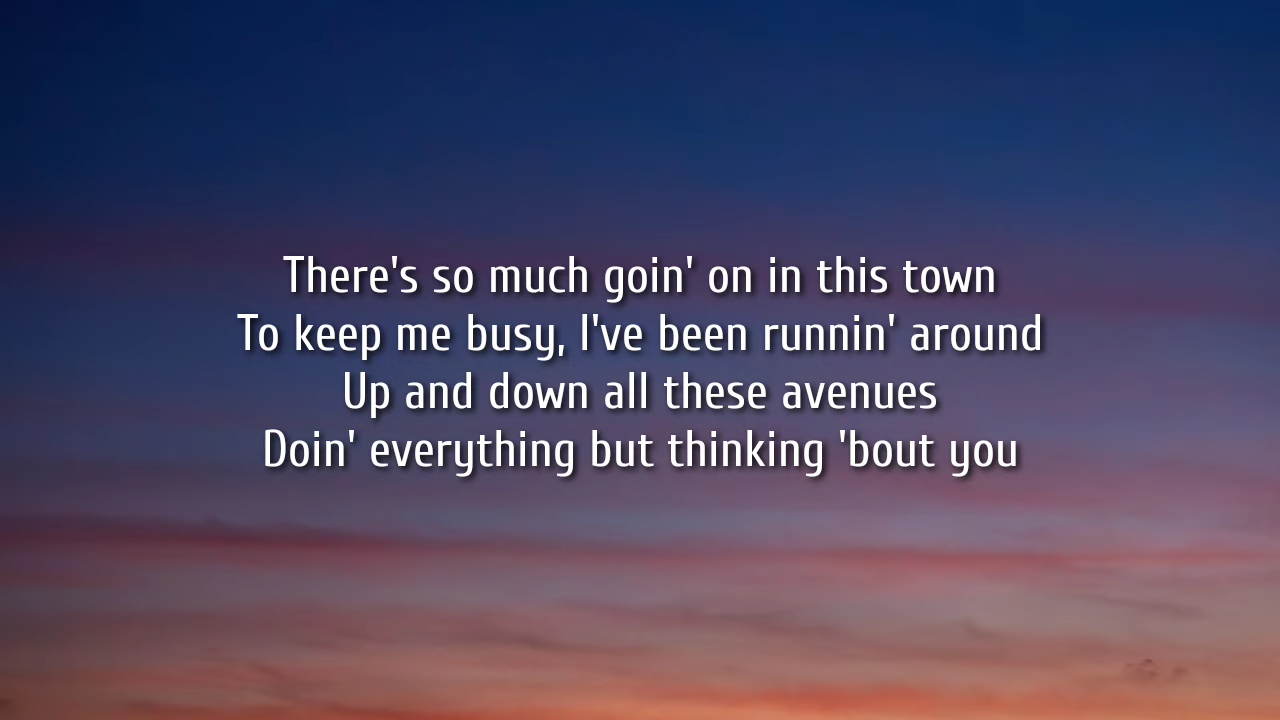 There's so much goin' on in this town
To keep me busy, I've been runnin' around
Up and down all these avenues
Doin' everything but thinking 'bout you